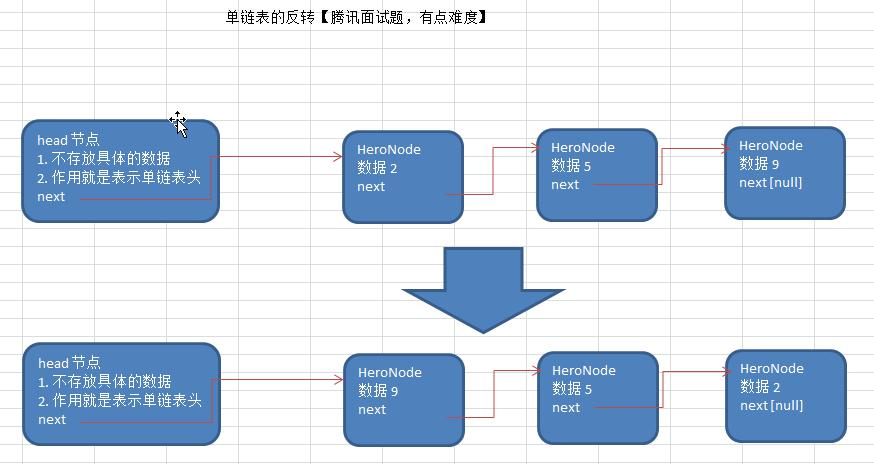 单链表的反转【腾讯面试题，有点难度】
head 节点
1. 不存放具体的数据
2. 作用就是表示单链表头
next
HeroNode
数据 2
next
HeroNode
数据 5
next
HeroNode
数据 9
next [null]
head 节点
1. 不存放具体的数据
2. 作用就是表示单链表头
next
HeroNode
数据 9
next
HeroNode
数据 5
next
HeroNode
数据 2
next [null]